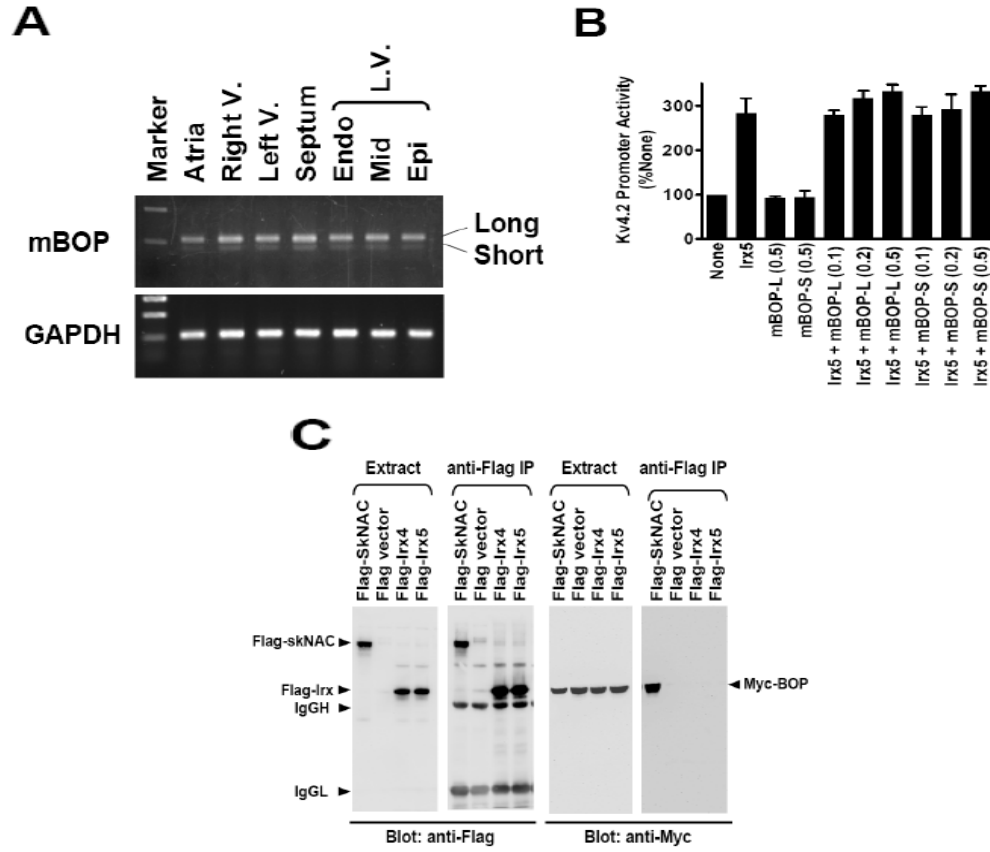 A
Marker
Atria
Right V.
Left V.
Septum
Endo
Mid
Epi
L.V.
mBOP
Long
Short
GAPDH
B
Kv4.2 Promoter Activity
(%None)
300
200
100
0
None
Irx5
mBOP-L (0.5)
mBOP-S (0.5)
Irx5 + mBOP-L (0.1)
Irx5 + mBOP-L (0.2)
Irx5 + mBOP-L (0.5)
Irx5 + mBOP-S (0.1)
Irx5 + mBOP-S (0.2)
Irx5 + mBOP-S (0.5)
C
Extract
anti-Flag IP
Extract
anti-Flag IP
Flag-SkNAC
Flag vector
Flag-Irx4
Flag-Irx5
Flag-SkNAC
Flag vector
Flag-Irx4
Flag-Irx5
Flag-SkNAC
Flag vector
Flag-Irx4
Flag-Irx5
Flag-SkNAC
Flag vector
Flag-Irx4
Flag-Irx5
Flag-skNAC
Flag-Irx
IgGH
IgGL
Myc-BOP
Blot: anti-Flag
Blot: anti-Myc